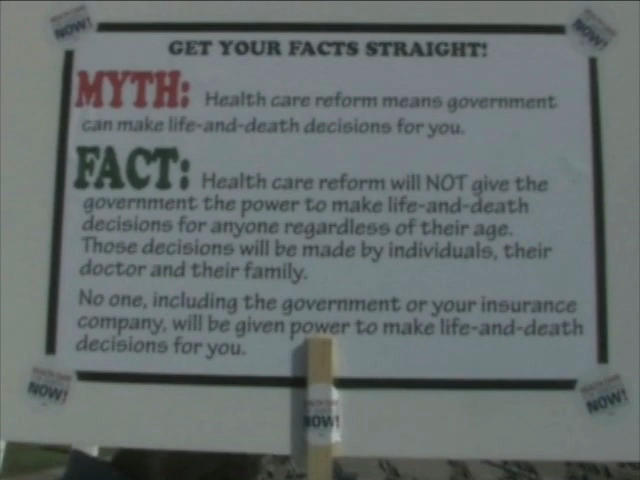 NOW!
NOW!
GET YOUR FACTS STRAIGHT!
MYTH: Health care reform means government
can make life-and-death decisions for you.
FACT: Health care reform will NOT give the
government the power to make life-and-death
decisions for anyone regardless of their age.
Those decisions will be made by individuals, their
doctor and their family.
No one, including the government or your insurance
company, will be given power to make life-and-death
decisions for you.
NOW!
NOW!
NOW!